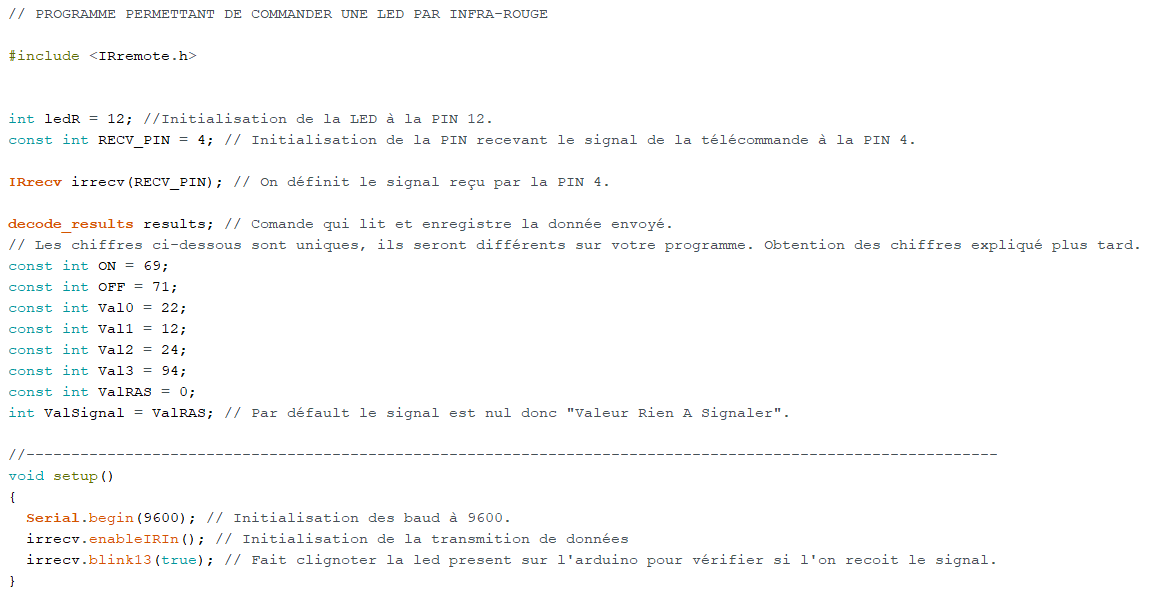 // PROGRAMME PERMETTANT DE COMMANDER UNE LED PAR INFRA-ROUGE
#include <IRremote.h>
int ledR = 12; //Initialisation de la LED à la PIN 12.
const int RECV_PIN = 4; // Initialisation de la PIN recevant le signal de la télécommande à la PIN 4.
IRrecv irrecv(RECV_PIN); // On définit le signal reçu par la PIN 4.
decode_results results; // Comande qui lit et enregistre la donnée envoyé.
// Les chiffres ci-dessous sont uniques, ils seront différents sur votre programme. Obtention des chiffres expliqué plus tard.
const int ON = 69;
const int OFF = 71;
const int Val0 = 22;
const int Val1 = 12;
const int Val2 = 24;
const int Val3 = 94;
const int ValRAS = 0;
int ValSignal = ValRAS; // Par défault le signal est nul donc "Valeur Rien A Signaler".
//------------------------------------------------------------------------------------------------------------
void setup()
{
  Serial.begin(9600); // Initialisation des baud à 9600.
  irrecv.enableIRIn(); // Initialisation de la transmition de données
  irrecv.blink13(true); // Fait clignoter la led present sur l'arduino pour vérifier si l'on recoit le signal.
}